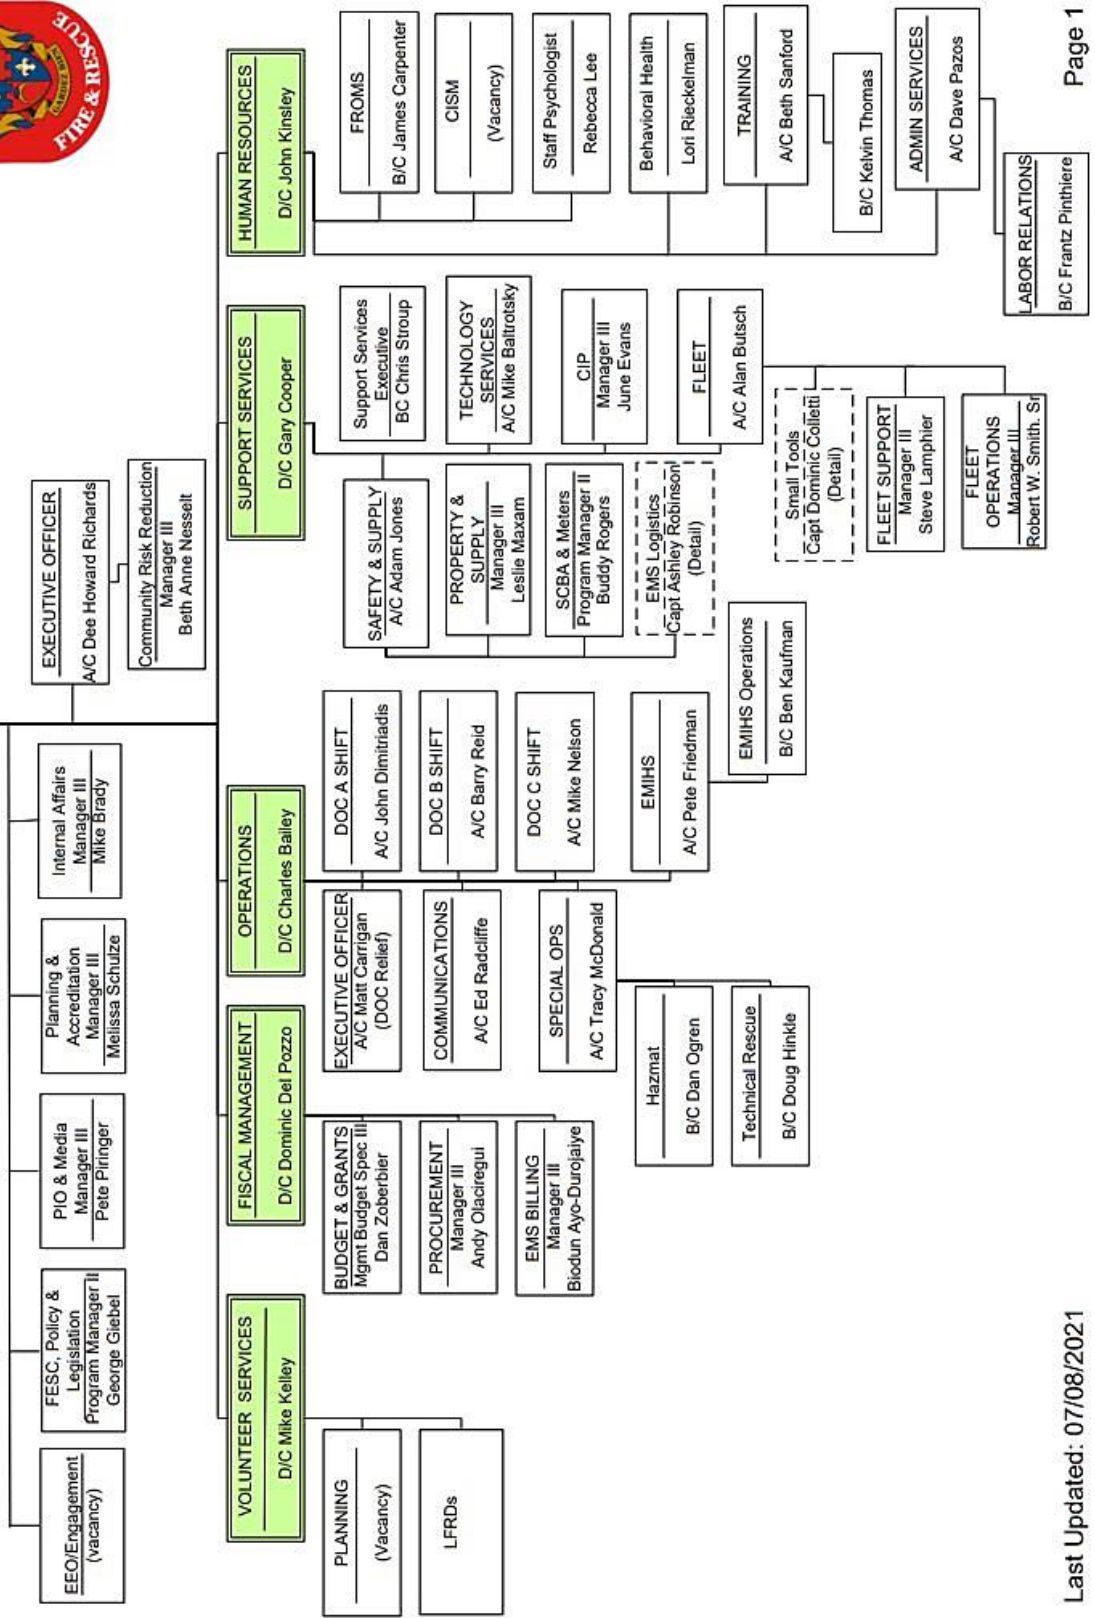 FIRE & RESCUE
GARDEZ BIEN
EXECUTIVE OFFICER
A/C Dee Howard Richards
Community Risk Reduction
Manager III
Beth Anne Nesselt
EEO/Engagement
(vacancy)
FESC, Policy &
Legislation
Program Manager II
George Giebel
PIO & Media
Manager III
Pete Piringer
Planning &
Accreditation
Manager III
Melissa Schulze
Internal Affairs
Manager III
Mike Brady
VOLUNTEER SERVICES
D/C Mike Kelley
PLANNING
(Vacancy)
LFRDs
FISCAL MANAGEMENT
D/C Dominic Del Pozzo
BUDGET & GRANTS
Mgmt Budget Spec III
Dan Zoberbier
PROCUREMENT
Manager III
Andy Olaciregui
EMS BILLING
Manager III
Biodun Ayo-Durojaiye
OPERATIONS
D/C Charles Bailey
EXECUTIVE OFFICER
A/C Matt Carrigan
(DOC Relief)
COMMUNICATIONS
A/C Ed Radcliffe
SPECIAL OPS
A/C Tracy McDonald
Hazmat
B/C Dan Ogren
Technical Rescue
B/C Doug Hinkle
DOC A SHIFT
A/C John Dimitriadis
DOC B SHIFT
A/C Barry Reid
DOC C SHIFT
A/C Mike Nelson
EMIHS
A/C Pete Friedman
EMIHS Operations
B/C Ben Kaufman
SUPPORT SERVICES
D/C Gary Cooper
SAFETY & SUPPLY
A/C Adam Jones
PROPERTY &
SUPPLY
Manager III
Leslie Maxam
SCBA & Meters
Program Manager II
Buddy Rogers
EMS Logistics
Capt Ashley Robinson
(Detail)
Support Services
Executive
BC Chris Stroup
TECHNOLOGY
SERVICES
A/C Mike Baltrotsky
CIP
Manager III
June Evans
FLEET
A/C Alan Butsch
Small Tools
Capt Dominic Colletti
(Detail)
FLEET SUPPORT
Manager III
Steve Lamphier
FLEET
OPERATIONS
Manager III
Robert W. Smith. Sr
HUMAN RESOURCES
D/C John Kinsley
FROMS
B/C James Carpenter
CISM
(Vacancy)
Staff Psychologist
Rebecca Lee
Behavioral Health
Lori Rieckelman
TRAINING
A/C Beth Sanford
B/C Kelvin Thomas
ADMIN SERVICES
A/C Dave Pazos
LABOR RELATIONS
B/C Frantz Pinthiere
Last Updated: 07/08/2021
Page 1